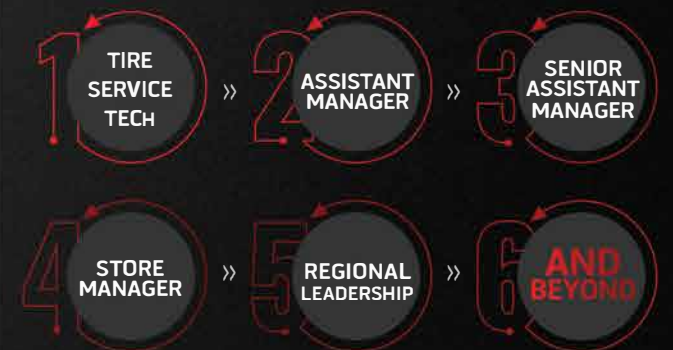 1
TIRE
SERVICE
TECH
»
2
ASSISTANT
MANAGER
»
3
SENIOR
ASSISTANT
MANAGER
4
STORE
MANAGER
»
5
REGIONAL
LEADERSHIP
»
6
AND
BEYOND